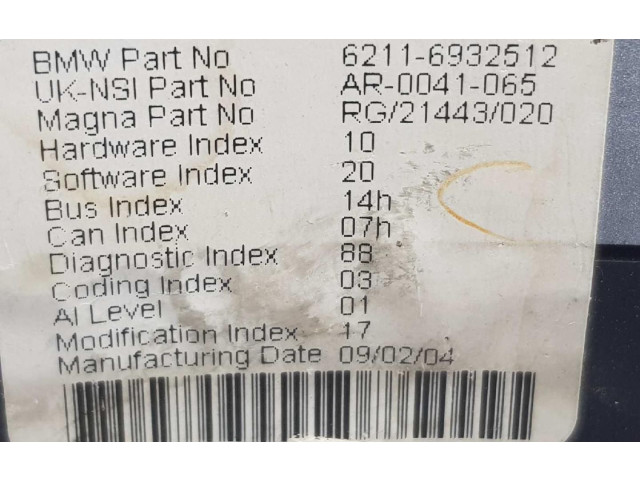 BMW Part No 6211-6932512
UK-NSI Part No AR-0041-065
Magna Part No RG/21443/020
Hardware Index 10
Software Index 20
Bus Index 14h
Can Index 07h
Diagnostic Index 88
Coding Index 03
AI Level 01
Modification Index 17
Manufacturing Date 09/02/04